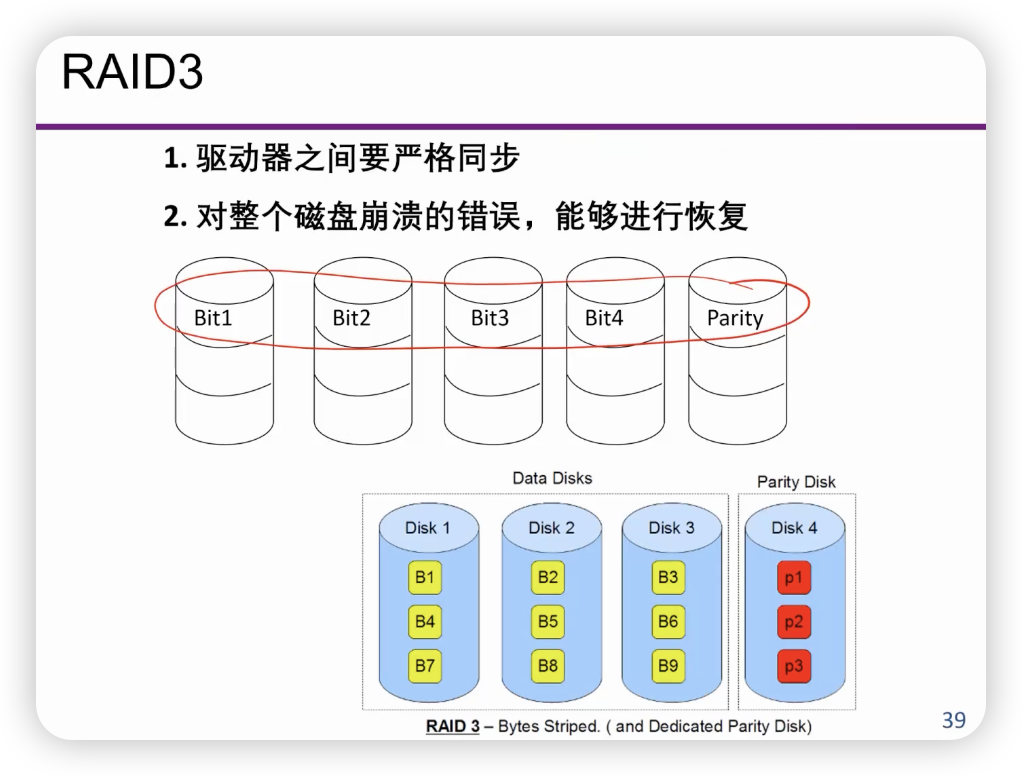 RAID3
1. 驱动器之间要严格同步
2. 对整个磁盘崩溃的错误，能够进行恢复
Bit1 Bit2 Bit3 Bit4 Parity
Data Disks Parity Disk
Disk 1 Disk 2 Disk 3 Disk 4
B1 B2 B3 p1
B4 B5 B6 p2
B7 B8 B9 p3
RAID 3 – Bytes Striped. ( and Dedicated Parity Disk)
39